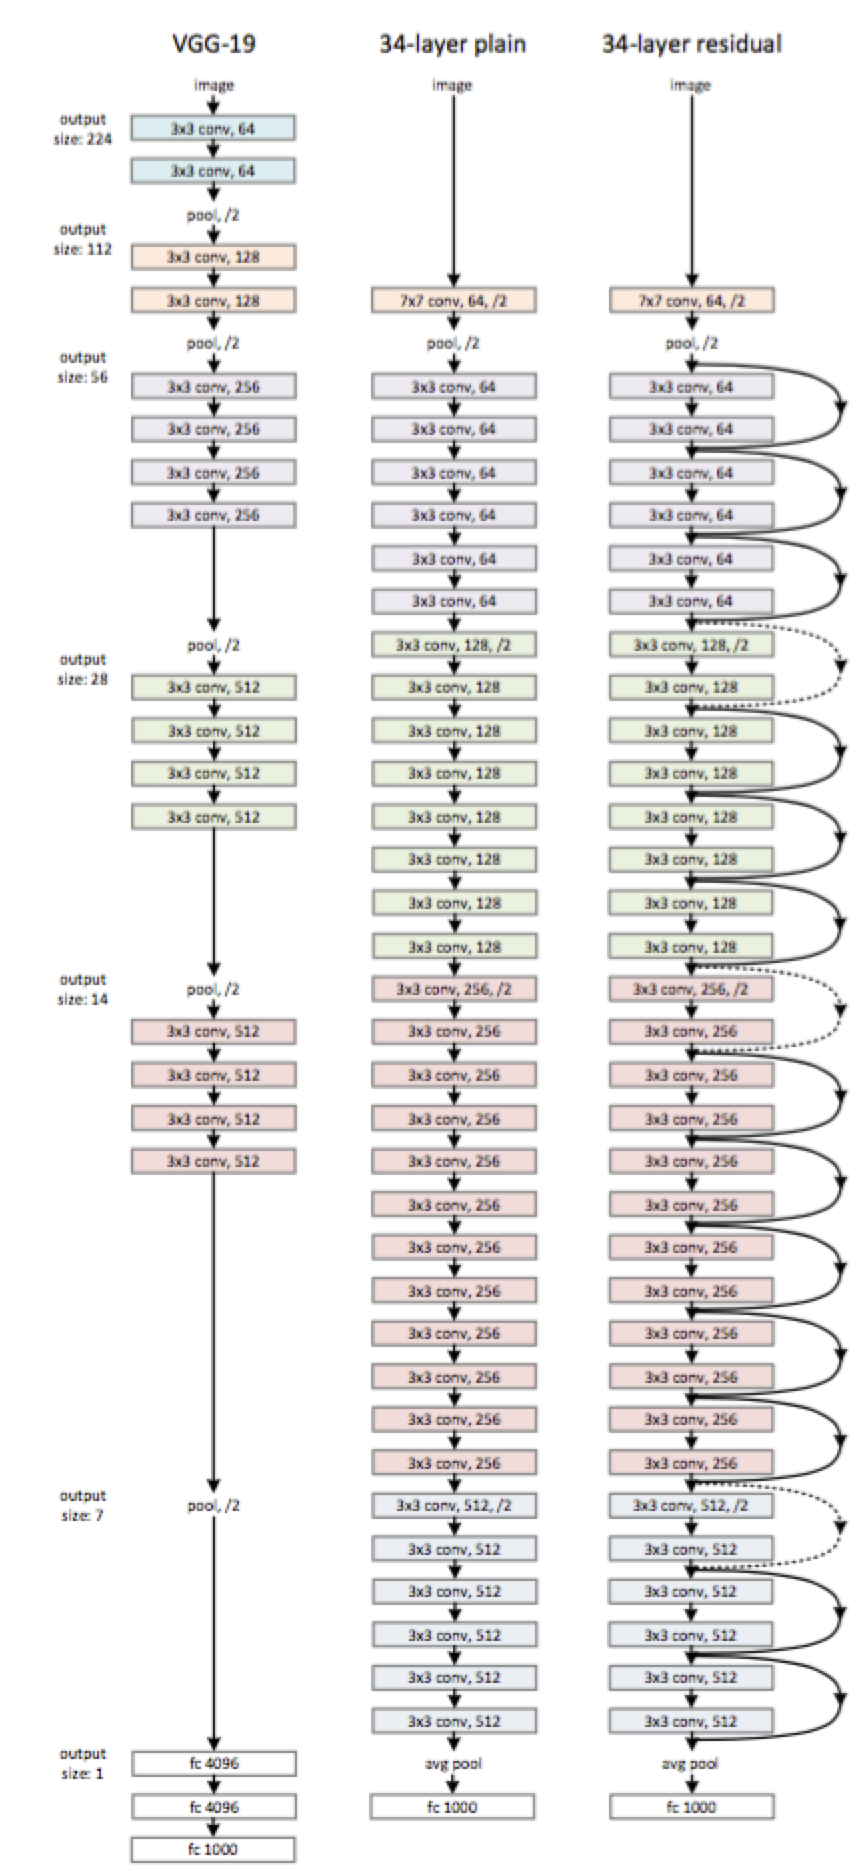 VGG-19
image
output
size: 224
3x3 conv, 64
3x3 conv, 64
pool, /2
output
size: 112
3x3 conv, 128
3x3 conv, 128
pool, /2
output
size: 56
3x3 conv, 256
3x3 conv, 256
3x3 conv, 256
3x3 conv, 256
pool, /2
output
size: 28
3x3 conv, 512
3x3 conv, 512
3x3 conv, 512
3x3 conv, 512
output
size: 14
pool, /2
3x3 conv, 512
3x3 conv, 512
3x3 conv, 512
3x3 conv, 512
output
size: 7
pool, /2
output
size: 1
fc 4096
fc 4096
fc 1000
34-layer plain
image
7x7 conv, 64, /2
pool, /2
3x3 conv, 64
3x3 conv, 64
3x3 conv, 64
3x3 conv, 64
3x3 conv, 64
3x3 conv, 64
3x3 conv, 128, /2
3x3 conv, 128
3x3 conv, 128
3x3 conv, 128
3x3 conv, 128
3x3 conv, 128
3x3 conv, 128
3x3 conv, 128
3x3 conv, 256, /2
3x3 conv, 256
3x3 conv, 256
3x3 conv, 256
3x3 conv, 256
3x3 conv, 256
3x3 conv, 256
3x3 conv, 256
3x3 conv, 256
3x3 conv, 256
3x3 conv, 256
3x3 conv, 256
3x3 conv, 512, /2
3x3 conv, 512
3x3 conv, 512
3x3 conv, 512
3x3 conv, 512
3x3 conv, 512
avg pool
fc 1000
34-layer residual
image
7x7 conv, 64, /2
pool, /2
3x3 conv, 64
3x3 conv, 64
3x3 conv, 64
3x3 conv, 64
3x3 conv, 64
3x3 conv, 64
3x3 conv, 128, /2
3x3 conv, 128
3x3 conv, 128
3x3 conv, 128
3x3 conv, 128
3x3 conv, 128
3x3 conv, 128
3x3 conv, 128
3x3 conv, 256, /2
3x3 conv, 256
3x3 conv, 256
3x3 conv, 256
3x3 conv, 256
3x3 conv, 256
3x3 conv, 256
3x3 conv, 256
3x3 conv, 256
3x3 conv, 256
3x3 conv, 256
3x3 conv, 256
3x3 conv, 512, /2
3x3 conv, 512
3x3 conv, 512
3x3 conv, 512
3x3 conv, 512
3x3 conv, 512
avg pool
fc 1000